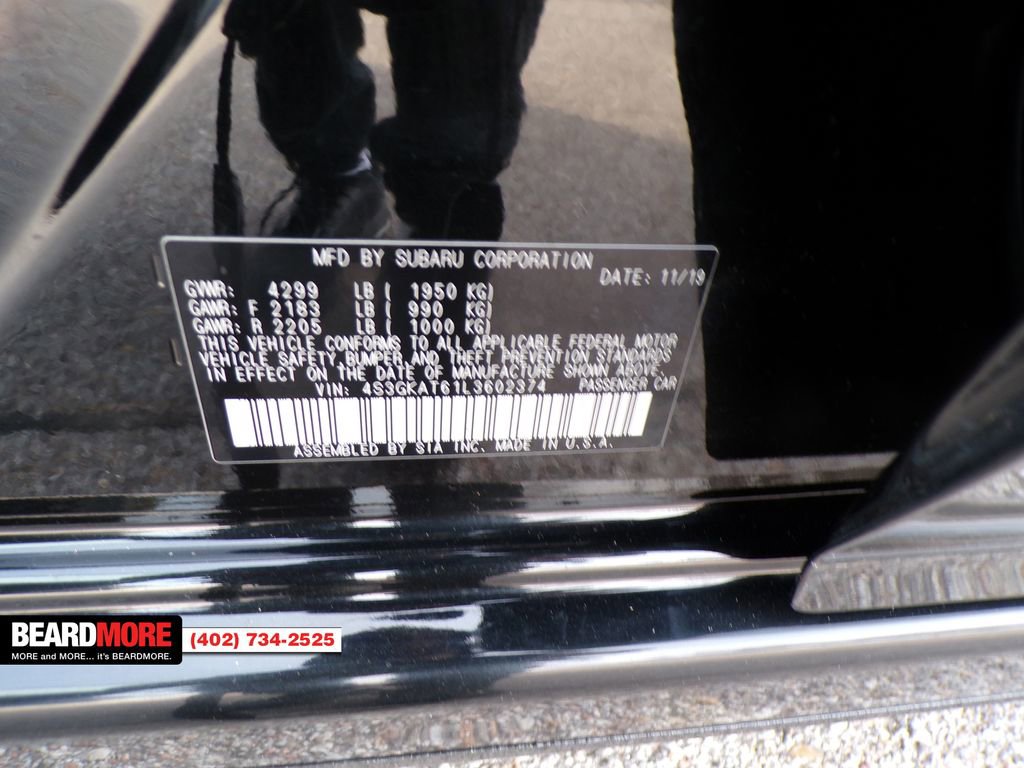 MFD BY SUBARU CORPORATION
DATE: 11/19
GVWR: 4299 LB ( 1950 KG)
GAWR: F 2183 LB ( 990 KG)
GAWR: R 2205 LB ( 1000 KG)
THIS VEHICLE CONFORMS TO ALL APPLICABLE FEDERAL MOTOR
VEHICLE SAFETY, BUMPER, AND THEFT PREVENTION STANDARDS
IN EFFECT ON THE DATE OF MANUFACTURE SHOWN ABOVE.
VIN: 4S3GKAT61L3602374 PASSENGER CAR
ASSEMBLED BY SIA INC. MADE IN U.S.A.
BEARDMORE (402) 734-2525
MORE and MORE... it's BEARDMORE.